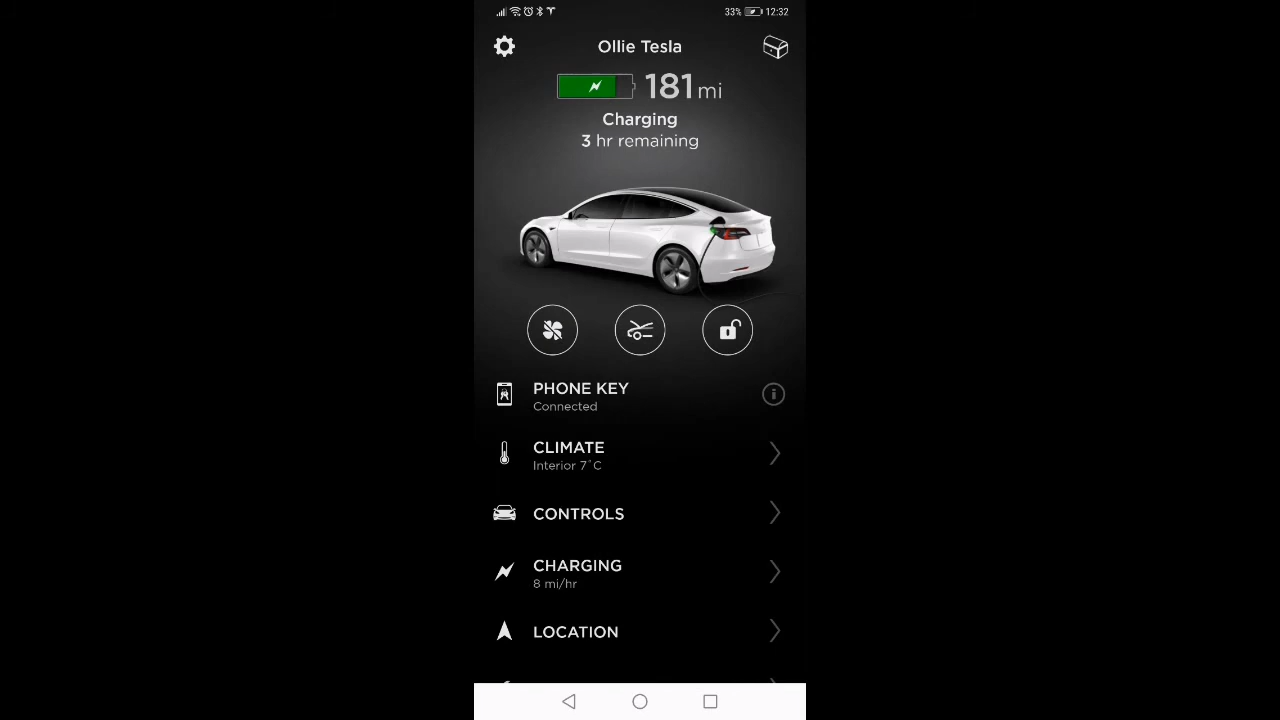 33% 12:32
Ollie Tesla
181 mi
Charging
3 hr remaining
PHONE KEY
Connected
CLIMATE
Interior 7°C
CONTROLS
CHARGING
8 mi/hr
LOCATION